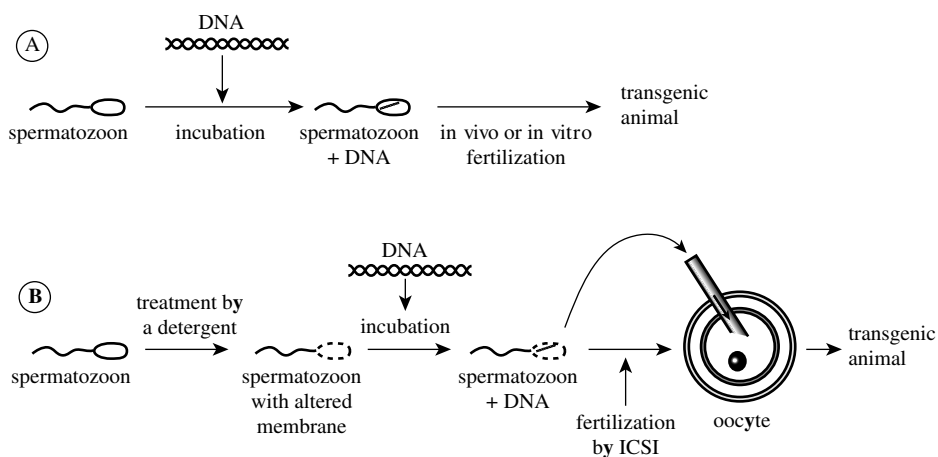 A
DNA
spermatozoon
incubation
spermatozoon
+ DNA
in vivo or in vitro
fertilization
transgenic
animal
B
DNA
treatment by
a detergent
incubation
spermatozoon
spermatozoon
with altered
membrane
spermatozoon
+ DNA
fertilization
by ICSI
oocyte
transgenic
animal